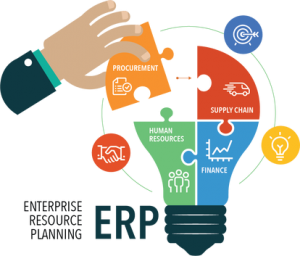 PROCUREMENT
SUPPLY CHAIN
HUMAN
RESOURCES
FINANCE
ENTERPRISE
RESOURCE
PLANNING
ERP